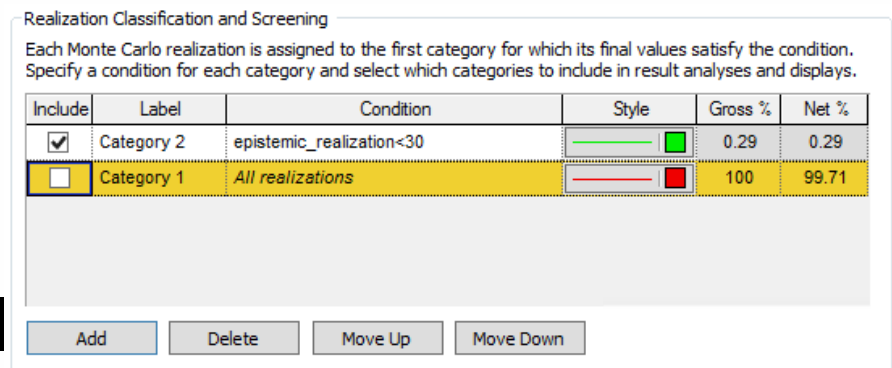 Realization Classification and Screening
Each Monte Carlo realization is assigned to the first category for which its final values satisfy the condition.
Specify a condition for each category and select which categories to include in result analyses and displays.
Include Label Condition Style Gross % Net %
Category 2 epistemic_realization<30 0.29 0.29
Category 1 All realizations 100 99.71
Add Delete Move Up Move Down